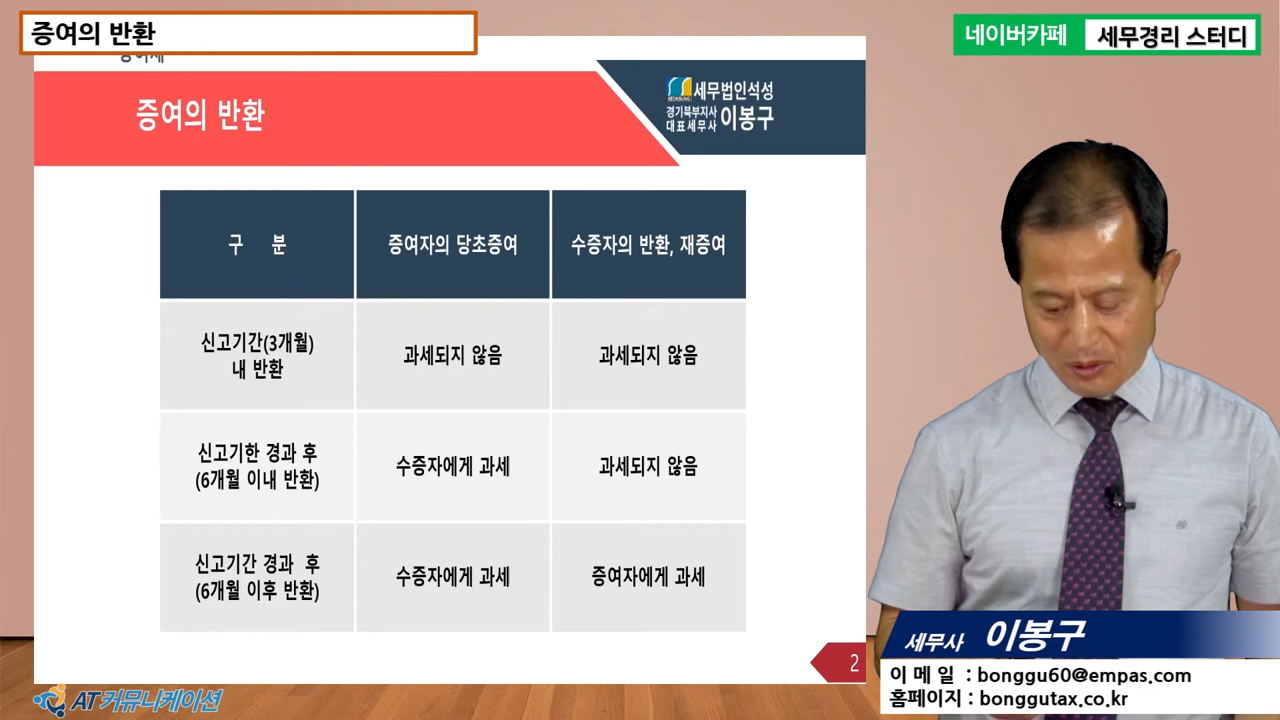 증여의 반환
네이버카페 세무경리 스터디
증여세
증여의 반환
세무법인석성
SEOKSUNG
경기북부지사
대표세무사
이봉구
구 분
증여자의 당초증여
수증자의 반환, 재증여
신고기간(3개월)
내 반환
과세되지 않음
과세되지 않음
신고기한 경과 후
(6개월 이내 반환)
수증자에게 과세
과세되지 않음
신고기간 경과 후
(6개월 이후 반환)
수증자에게 과세
증여자에게 과세
2
세무사 이봉구
이 메 일 : bonggu60@empas.com
홈페이지 : bonggutax.co.kr
AT커뮤니케이션